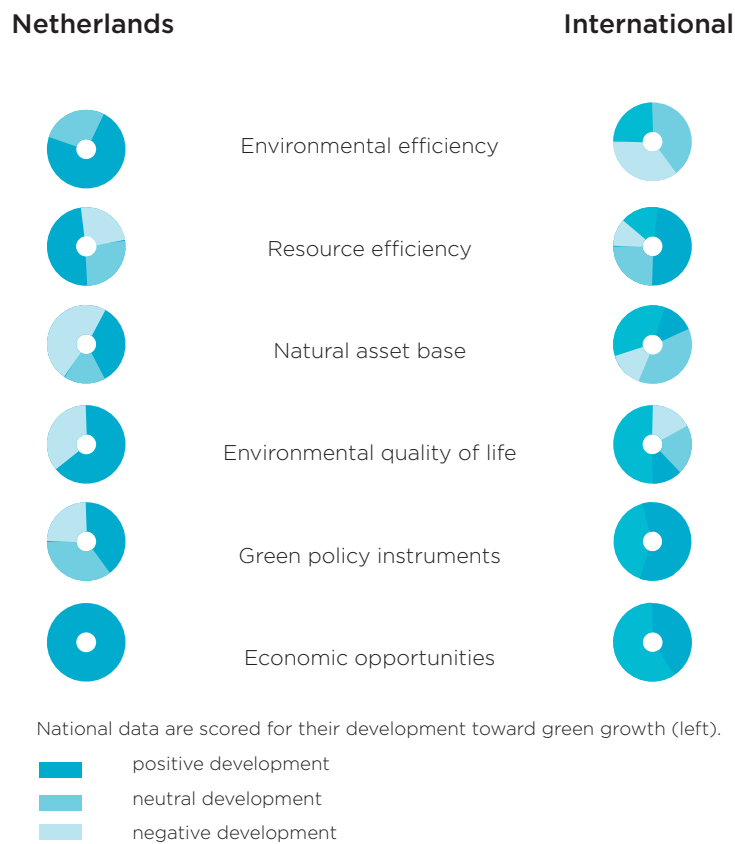 Netherlands
International
Environmental efficiency
Resource efficiency
Natural asset base
Environmental quality of life
Green policy instruments
Economic opportunities
National data are scored for their development toward green growth (left).
positive development
neutral development
negative development